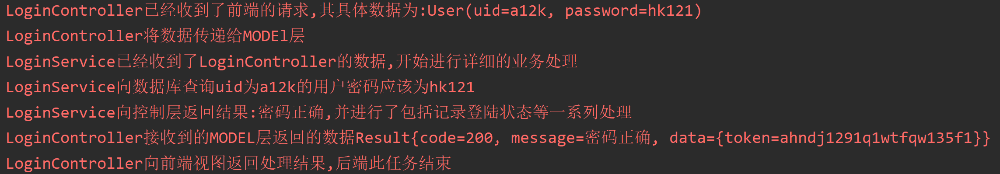 LoginController已经收到了前端的请求,其具体数据为:User(uid=a12k, password=hk121)
LoginController将数据传递给MODEl层
LoginService已经收到了LoginController的数据,开始进行详细的业务处理
LoginService向数据库查询uid为a12k的用户密码应该为hk121
LoginService向控制层返回结果:密码正确,并进行了包括记录登陆状态等一系列处理
LoginController接收到的MODEL层返回的数据Result{code=200, message=密码正确, data={token=ahndj1291q1wtfqw135f1}}
LoginController向前端视图返回处理结果,后端此任务结束